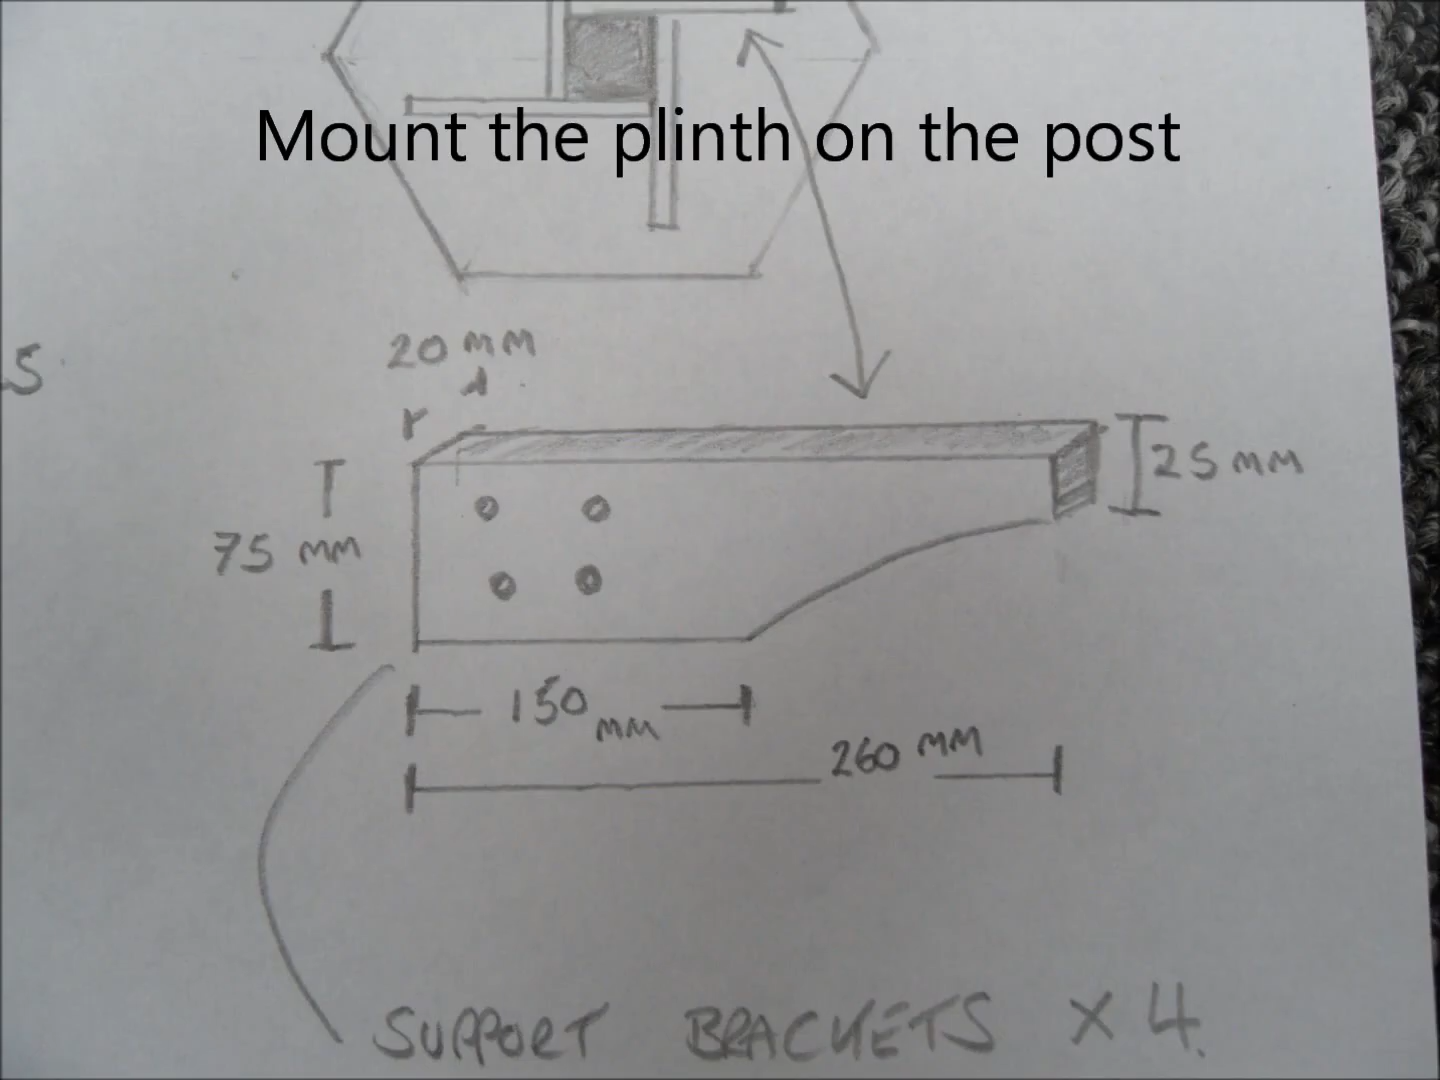 Mount the plinth on the post
S
20 mm
75 mm
25 mm
150 mm
260 mm
SUPPORT BRACKETS x 4.